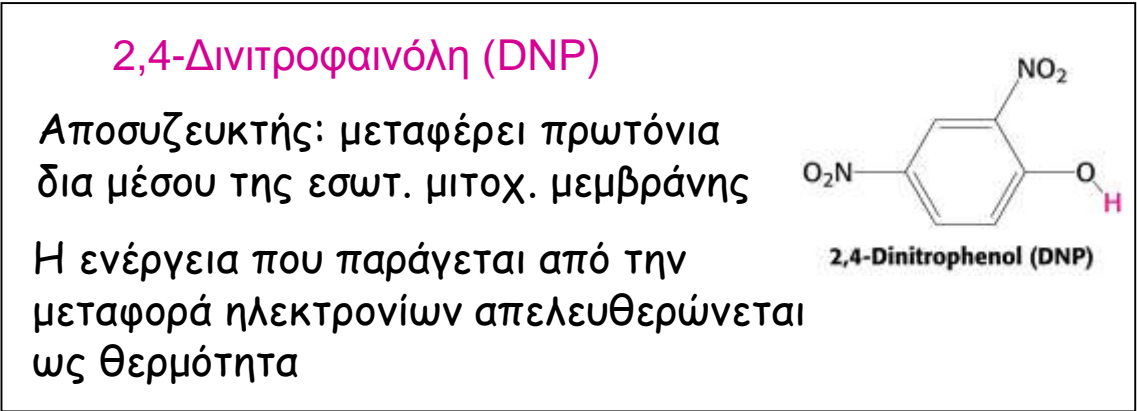 2,4-Δινιτροφαινόλη (DNP)
Αποσυζευκτής: μεταφέρει πρωτόνια
δια μέσου της εσωτ. μιτοχ. μεμβράνης
Η ενέργεια που παράγεται από την
μεταφορά ηλεκτρονίων απελευθερώνεται
ως θερμότητα
NO₂
O₂N
O
H
2,4-Dinitrophenol (DNP)